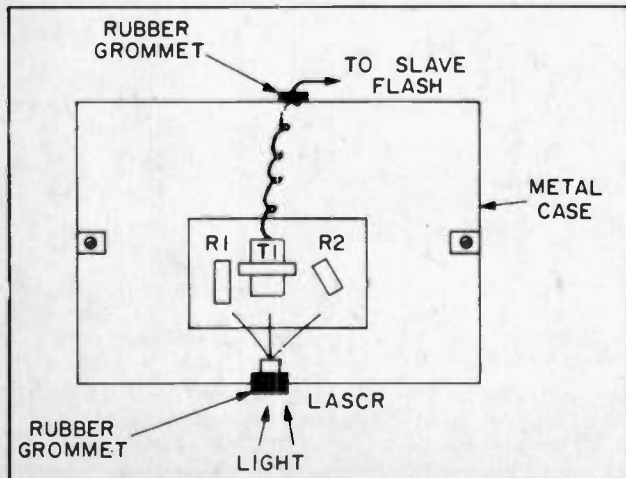 RUBBER
GROMMET
TO SLAVE
FLASH
METAL
CASE
R1
T1
R2
LASCR
RUBBER
GROMMET
LIGHT